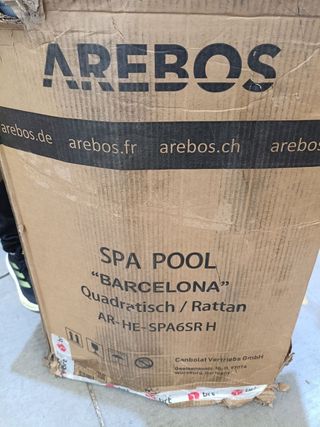 AREBOS
arebos.de • arebos.fr • arebos.ch • arebos
SPA POOL
"BARCELONA"
Quadratisch / Rattan
AR-HE-SPA6SR H
Canbolat Vertriebs GmbH